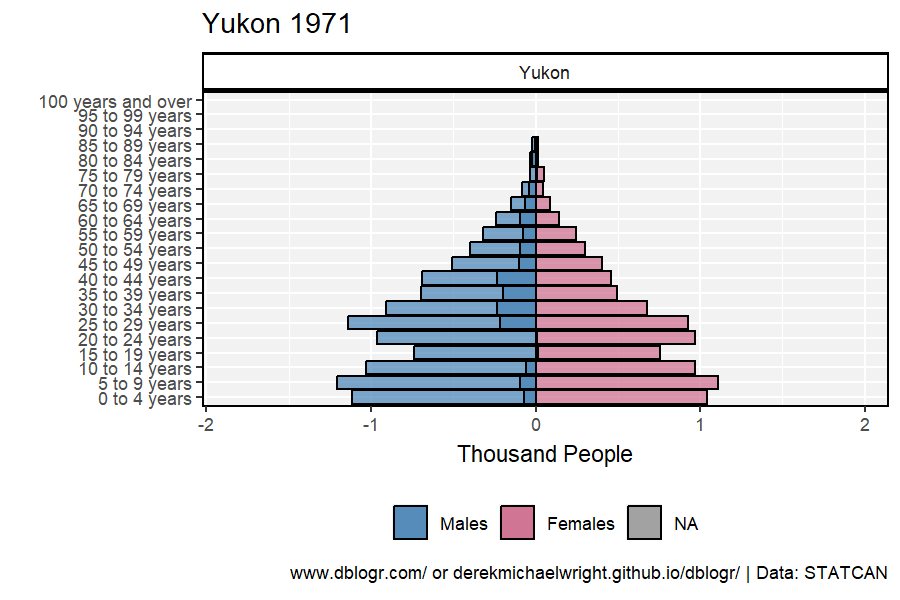 Yukon 1971
Yukon
100 years and over
95 to 99 years
90 to 94 years
85 to 89 years
80 to 84 years
75 to 79 years
70 to 74 years
65 to 69 years
60 to 64 years
55 to 59 years
50 to 54 years
45 to 49 years
40 to 44 years
35 to 39 years
30 to 34 years
25 to 29 years
20 to 24 years
15 to 19 years
10 to 14 years
5 to 9 years
0 to 4 years
-2 -1 0 1 2
Thousand People
Males Females NA
www.dblogr.com/ or derekmichaelwright.github.io/dblogr/ | Data: STATCAN